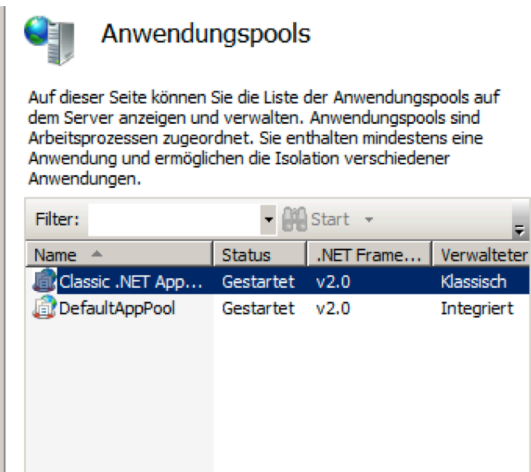 Anwendungspools
Auf dieser Seite können Sie die Liste der Anwendungspools auf
dem Server anzeigen und verwalten. Anwendungspools sind
Arbeitsprozessen zugeordnet. Sie enthalten mindestens eine
Anwendung und ermöglichen die Isolation verschiedener
Anwendungen.
Filter: Start
Name Status .NET Frame... Verwalteter
Classic .NET App... Gestartet v2.0 Klassisch
DefaultAppPool Gestartet v2.0 Integriert